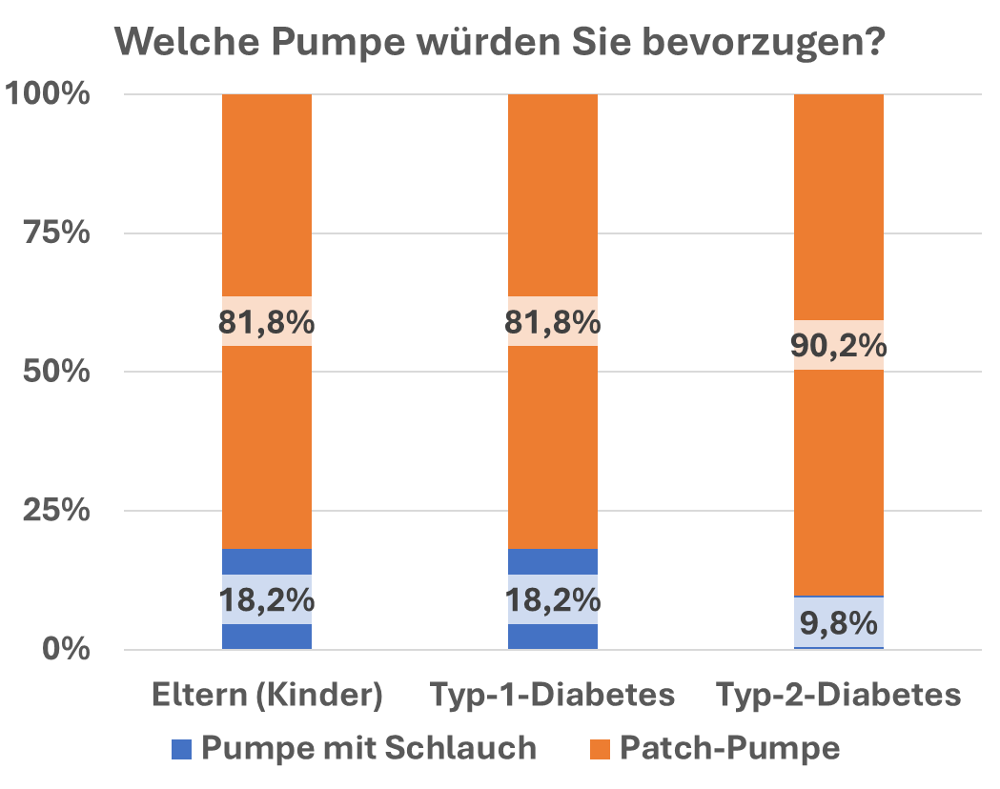 Welche Pumpe würden Sie bevorzugen?
100%
75%
50%
25%
0%
81,8%
81,8%
90,2%
18,2%
18,2%
9,8%
Eltern (Kinder)
Typ-1-Diabetes
Typ-2-Diabetes
Pumpe mit Schlauch
Patch-Pumpe